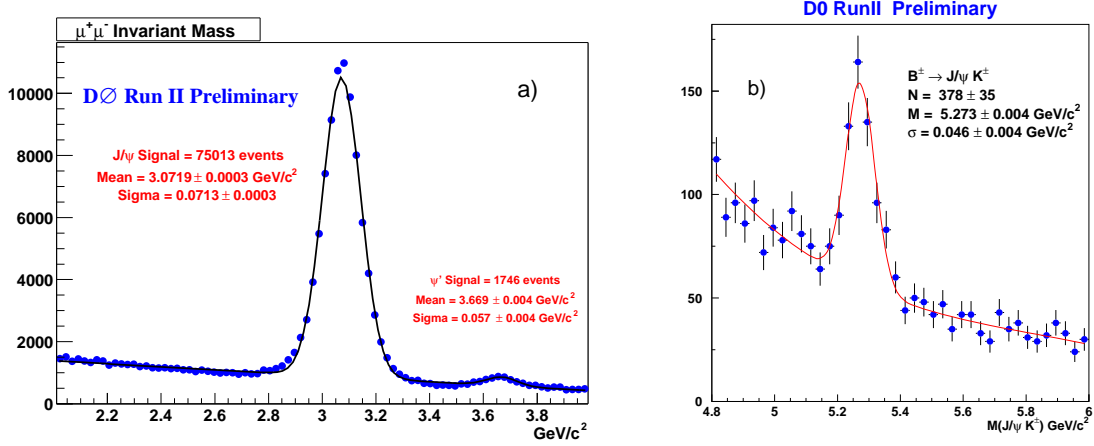 μ⁺μ⁻ Invariant Mass
DØ Run II Preliminary
a)
J/ψ Signal = 75013 events
Mean = 3.0719 ± 0.0003 GeV/c²
Sigma = 0.0713 ± 0.0003
ψ' Signal = 1746 events
Mean = 3.669 ± 0.004 GeV/c²
Sigma = 0.057 ± 0.004 GeV/c²
10000
8000
6000
4000
2000
0
2.2 2.4 2.6 2.8 3 3.2 3.4 3.6 3.8
GeV/c²
D0 RunII Preliminary
b)
B± → J/ψ K±
N = 378 ± 35
M = 5.273 ± 0.004 GeV/c²
σ = 0.046 ± 0.004 GeV/c²
150
100
50
0
4.8 5 5.2 5.4 5.6 5.8 6
M(J/ψ K±) GeV/c²